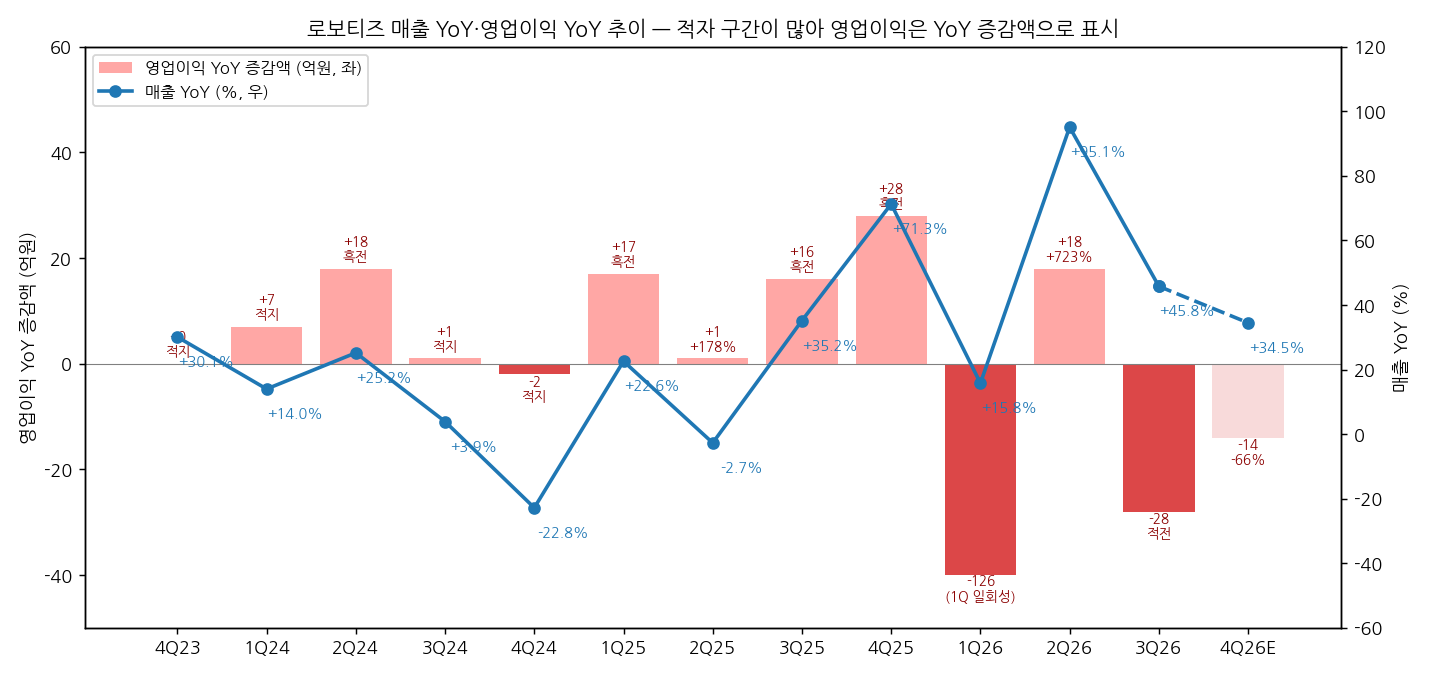 로보티즈 매출 YoY·영업이익 YoY 추이 — 적자 구간이 많아 영업이익은 YoY 증감액으로 표시
영업이익 YoY 증감액 (억원, 좌)
매출 YoY (%, 우)
영업이익 YoY 증감액 (억원)
60
40
20
0
-20
-40
매출 YoY (%)
120
100
80
60
40
20
0
-20
-40
-60
적지
+30.1%
+7
적지
+14.0%
+18
흑전
+25.2%
+1
적지
+3.9%
-2
적지
-22.8%
+17
흑전
+22.6%
+1
+178%
-2.7%
+16
흑전
+35.2%
+28
흑전
+71.3%
-126
(1Q 일회성)
+15.8%
+18
+723%
+95.1%
-28
적전
+45.8%
-14
-66%
+34.5%
4Q23
1Q24
2Q24
3Q24
4Q24
1Q25
2Q25
3Q25
4Q25
1Q26
2Q26
3Q26
4Q26E